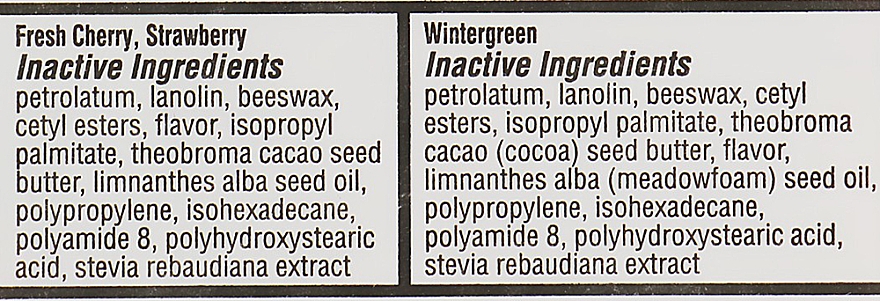 Fresh Cherry, Strawberry
Inactive Ingredients
petrolatum, lanolin, beeswax,
cetyl esters, flavor, isopropyl
palmitate, theobroma cacao seed
butter, limnanthes alba seed oil,
polypropylene, isohexadecane,
polyamide 8, polyhydroxystearic
acid, stevia rebaudiana extract
Wintergreen
Inactive Ingredients
petrolatum, lanolin, beeswax, cetyl
esters, isopropyl palmitate, theobroma
cacao (cocoa) seed butter, flavor,
limnanthes alba (meadowfoam) seed oil,
polypropylene, isohexadecane,
polyamide 8, polyhydroxystearic acid,
stevia rebaudiana extract